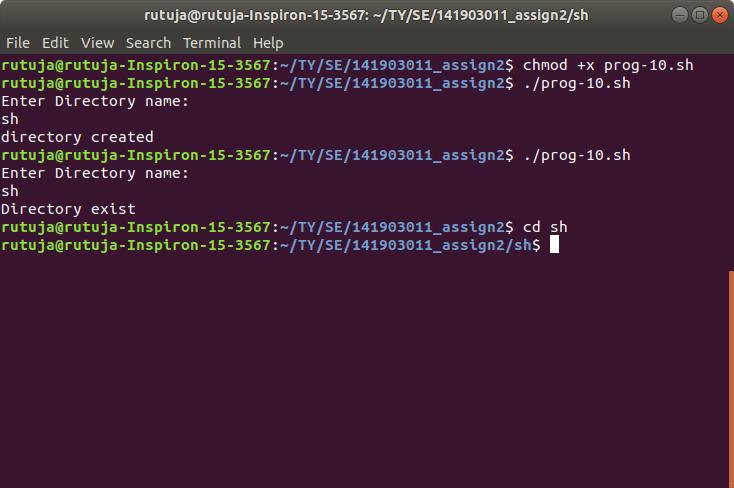 rutuja@rutuja-Inspiron-15-3567: ~/TY/SE/141903011_assign2/sh
File Edit View Search Terminal Help
rutuja@rutuja-Inspiron-15-3567:~/TY/SE/141903011_assign2$ chmod +x prog-10.sh
rutuja@rutuja-Inspiron-15-3567:~/TY/SE/141903011_assign2$ ./prog-10.sh
Enter Directory name:
sh
directory created
rutuja@rutuja-Inspiron-15-3567:~/TY/SE/141903011_assign2$ ./prog-10.sh
Enter Directory name:
sh
Directory exist
rutuja@rutuja-Inspiron-15-3567:~/TY/SE/141903011_assign2$ cd sh
rutuja@rutuja-Inspiron-15-3567:~/TY/SE/141903011_assign2/sh$